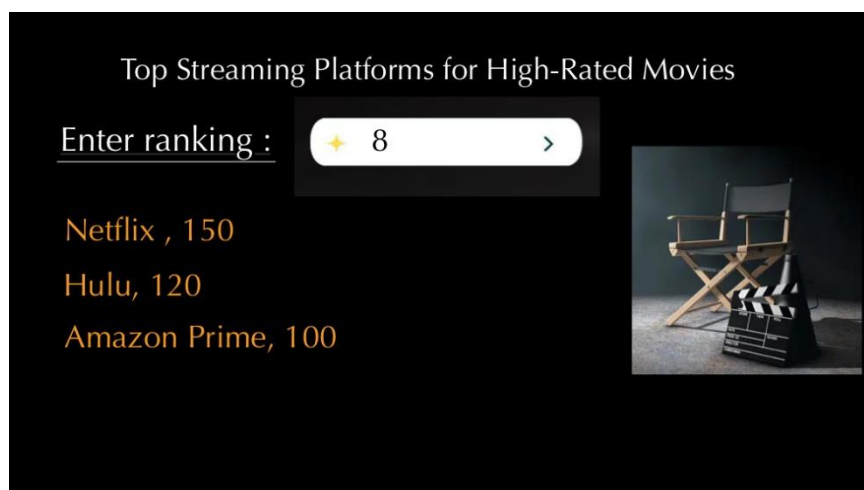 Top Streaming Platforms for High-Rated Movies
Enter ranking :
8
Netflix , 150
Hulu, 120
Amazon Prime, 100